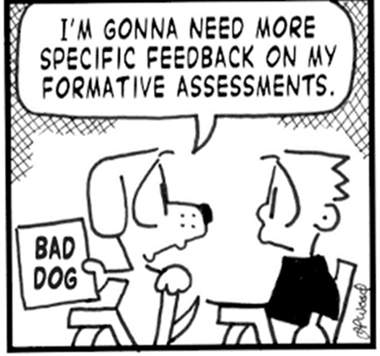 I'M GONNA NEED MORE
SPECIFIC FEEDBACK ON MY
FORMATIVE ASSESSMENTS.
BAD
DOG